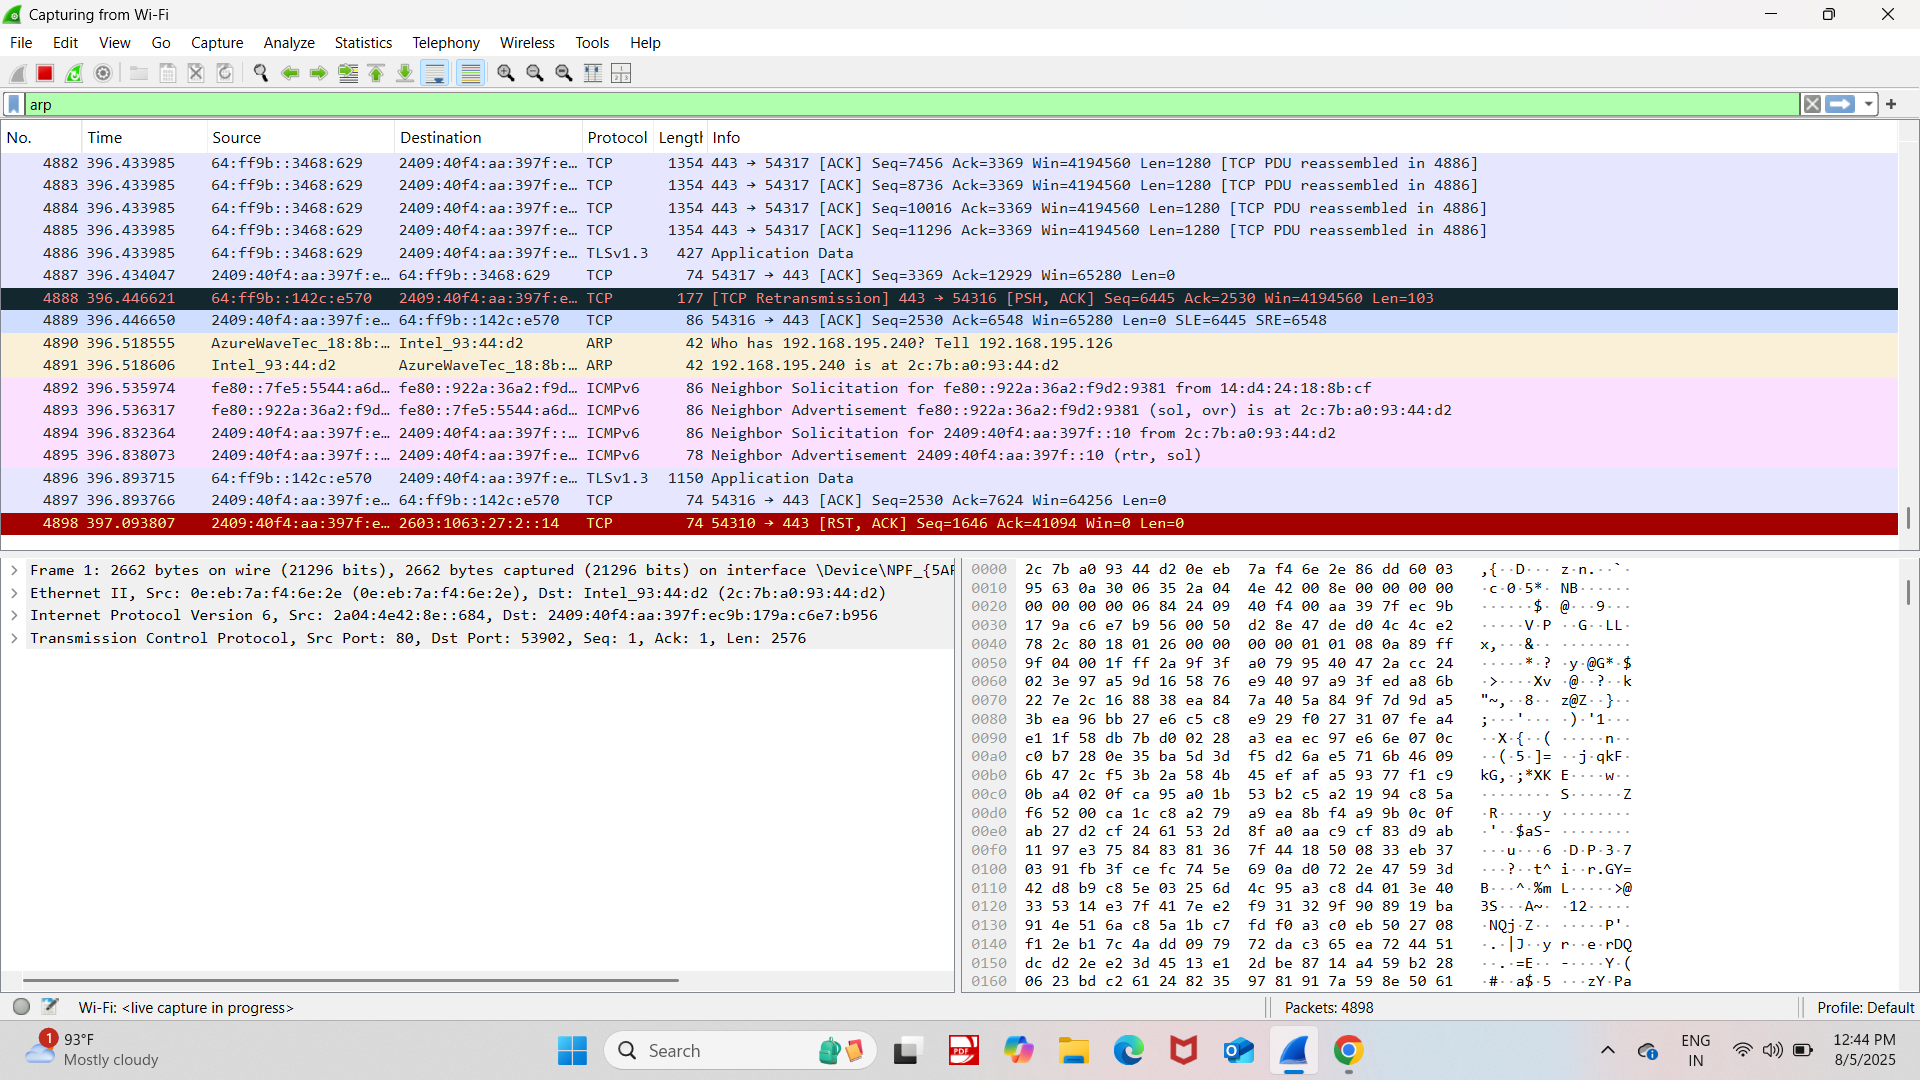 Capturing from Wi-Fi
File Edit View Go Capture Analyze Statistics Telephony Wireless Tools Help
arp
No. Time Source Destination Protocol Length Info
4882 396.433985 64:ff9b::3468:629 2409:40f4:aa:397f:e… TCP 1354 443 → 54317 [ACK] Seq=7456 Ack=3369 Win=4194560 Len=1280 [TCP PDU reassembled in 4886]
4883 396.433985 64:ff9b::3468:629 2409:40f4:aa:397f:e… TCP 1354 443 → 54317 [ACK] Seq=8736 Ack=3369 Win=4194560 Len=1280 [TCP PDU reassembled in 4886]
4884 396.433985 64:ff9b::3468:629 2409:40f4:aa:397f:e… TCP 1354 443 → 54317 [ACK] Seq=10016 Ack=3369 Win=4194560 Len=1280 [TCP PDU reassembled in 4886]
4885 396.433985 64:ff9b::3468:629 2409:40f4:aa:397f:e… TCP 1354 443 → 54317 [ACK] Seq=11296 Ack=3369 Win=4194560 Len=1280 [TCP PDU reassembled in 4886]
4886 396.433985 64:ff9b::3468:629 2409:40f4:aa:397f:e… TLSv1.3 427 Application Data
4887 396.434047 2409:40f4:aa:397f:e… 64:ff9b::3468:629 TCP 74 54317 → 443 [ACK] Seq=3369 Ack=12929 Win=65280 Len=0
4888 396.446621 64:ff9b::142c:e570 2409:40f4:aa:397f:e… TCP 177 [TCP Retransmission] 443 → 54316 [PSH, ACK] Seq=6445 Ack=2530 Win=4194560 Len=103
4889 396.446650 2409:40f4:aa:397f:e… 64:ff9b::142c:e570 TCP 86 54316 → 443 [ACK] Seq=2530 Ack=6548 Win=65280 Len=0 SLE=6445 SRE=6548
4890 396.518555 AzureWaveTec_18:8b:… Intel_93:44:d2 ARP 42 Who has 192.168.195.240? Tell 192.168.195.126
4891 396.518606 Intel_93:44:d2 AzureWaveTec_18:8b:… ARP 42 192.168.195.240 is at 2c:7b:a0:93:44:d2
4892 396.535974 fe80::7fe5:5544:a6d… fe80::922a:36a2:f9d… ICMPv6 86 Neighbor Solicitation for fe80::922a:36a2:f9d2:9381 from 14:d4:24:18:8b:cf
4893 396.536317 fe80::922a:36a2:f9d… fe80::7fe5:5544:a6d… ICMPv6 86 Neighbor Advertisement fe80::922a:36a2:f9d2:9381 (sol, ovr) is at 2c:7b:a0:93:44:d2
4894 396.832364 2409:40f4:aa:397f:e… 2409:40f4:aa:397f::… ICMPv6 86 Neighbor Solicitation for 2409:40f4:aa:397f::10 from 2c:7b:a0:93:44:d2
4895 396.838073 2409:40f4:aa:397f::… 2409:40f4:aa:397f:e… ICMPv6 78 Neighbor Advertisement 2409:40f4:aa:397f::10 (rtr, sol)
4896 396.893715 64:ff9b::142c:e570 2409:40f4:aa:397f:e… TLSv1.3 1150 Application Data
4897 396.893766 2409:40f4:aa:397f:e… 64:ff9b::142c:e570 TCP 74 54316 → 443 [ACK] Seq=2530 Ack=7624 Win=64256 Len=0
4898 397.093807 2409:40f4:aa:397f:e… 2603:1063:27:2::14 TCP 74 54310 → 443 [RST, ACK] Seq=1646 Ack=41094 Win=0 Len=0
Frame 1: 2662 bytes on wire (21296 bits), 2662 bytes captured (21296 bits) on interface \Device\NPF_{5AF
Ethernet II, Src: 0e:eb:7a:f4:6e:2e (0e:eb:7a:f4:6e:2e), Dst: Intel_93:44:d2 (2c:7b:a0:93:44:d2)
Internet Protocol Version 6, Src: 2a04:4e42:8e::684, Dst: 2409:40f4:aa:397f:ec9b:179a:c6e7:b956
Transmission Control Protocol, Src Port: 80, Dst Port: 53902, Seq: 1, Ack: 1, Len: 2576
0000 2c 7b a0 93 44 d2 0e eb 7a f4 6e 2e 86 dd 60 03 ,{··D··· z·n.··`·
0010 95 63 0a 30 06 35 2a 04 4e 42 00 8e 00 00 00 00 ·c·0·5*· NB······
0020 00 00 00 00 06 84 24 09 40 f4 00 aa 39 7f ec 9b ······$· @···9···
0030 17 9a c6 e7 b9 56 00 50 d2 8e 47 de d0 4c 4c e2 ·····V·P ··G··LL·
0040 78 2c 80 18 01 26 00 00 00 00 01 01 08 0a 89 ff x,···&·· ········
0050 9f 04 00 1f ff 2a 9f 3f a0 79 95 40 47 2a cc 24 ·····*·? ·y·@G*·$
0060 02 3e 97 a5 9d 16 58 76 e9 40 97 a9 3f ed a8 6b ·>····Xv ·@··?··k
0070 22 7e 2c 16 88 38 ea 84 7a 40 5a 84 9f 7d 9d a5 "~,··8·· z@Z··}··
0080 3b ea 96 bb 27 e6 c5 c8 e9 29 f0 27 31 07 fe a4 ;···'··· ·)·'1···
0090 e1 1f 58 db 7b d0 02 28 a3 ea ec 97 e6 6e 07 0c ··X·{··( ·····n··
00a0 c0 b7 28 0e 35 ba 5d 3d f5 d2 6a e5 71 6b 46 09 ··(·5·]= ··j·qkF·
00b0 6b 47 2c f5 3b 2a 58 4b 45 ef af a5 93 77 f1 c9 kG,·;*XK E····w··
00c0 0b a4 02 0f ca 95 a0 1b 53 b2 c5 a2 19 94 c8 5a ········ S······Z
00d0 f6 52 00 ca 1c c8 a2 79 a9 ea 8b f4 a9 9b 0c 0f ·R·····y ········
00e0 ab 27 d2 cf 24 61 53 2d 8f a0 aa c9 cf 83 d9 ab ·'··$aS- ········
00f0 11 97 e3 75 84 83 81 36 7f 44 18 50 08 33 eb 37 ···u···6 ·D·P·3·7
0100 03 91 fb 3f ce fc 74 5e 69 0a d0 72 2e 47 59 3d ···?··t^ i··r.GY=
0110 42 d8 b9 c8 5e 03 25 6d 4c 95 a3 c8 d4 01 3e 40 B···^·%m L·····>@
0120 33 53 14 e3 7f 41 7e e2 f9 31 32 9f 90 89 19 ba 3S···A~· ·12·····
0130 91 4e 51 6a c8 5a 1b c7 fd f0 a3 c0 eb 50 27 08 ·NQj·Z·· ·····P'·
0140 f1 2e b1 7c 4a dd 09 79 72 da c3 65 ea 72 44 51 ·.·|J··y r··e·rDQ
0150 dc d2 2e e2 3d 45 13 e1 2d be 87 14 a4 59 b2 28 ··.·=E·· -····Y·(
0160 06 23 bd c2 61 24 82 35 97 81 91 7a 59 8e 50 61 ·#··a$·5 ···zY·Pa
Wi-Fi: <live capture in progress> Packets: 4898 Profile: Default
1
93°F
Mostly cloudy
Search
PDF
ENG
IN
12:44 PM
8/5/2025